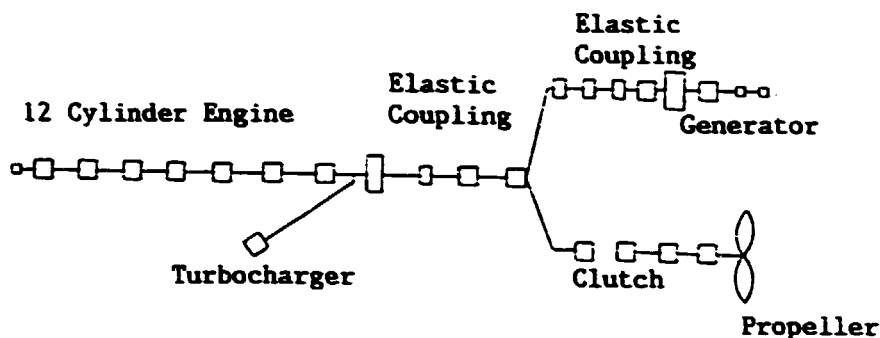 Elastic
Coupling
Elastic
Coupling
12 Cylinder Engine
Generator
Turbocharger
Clutch
Propeller